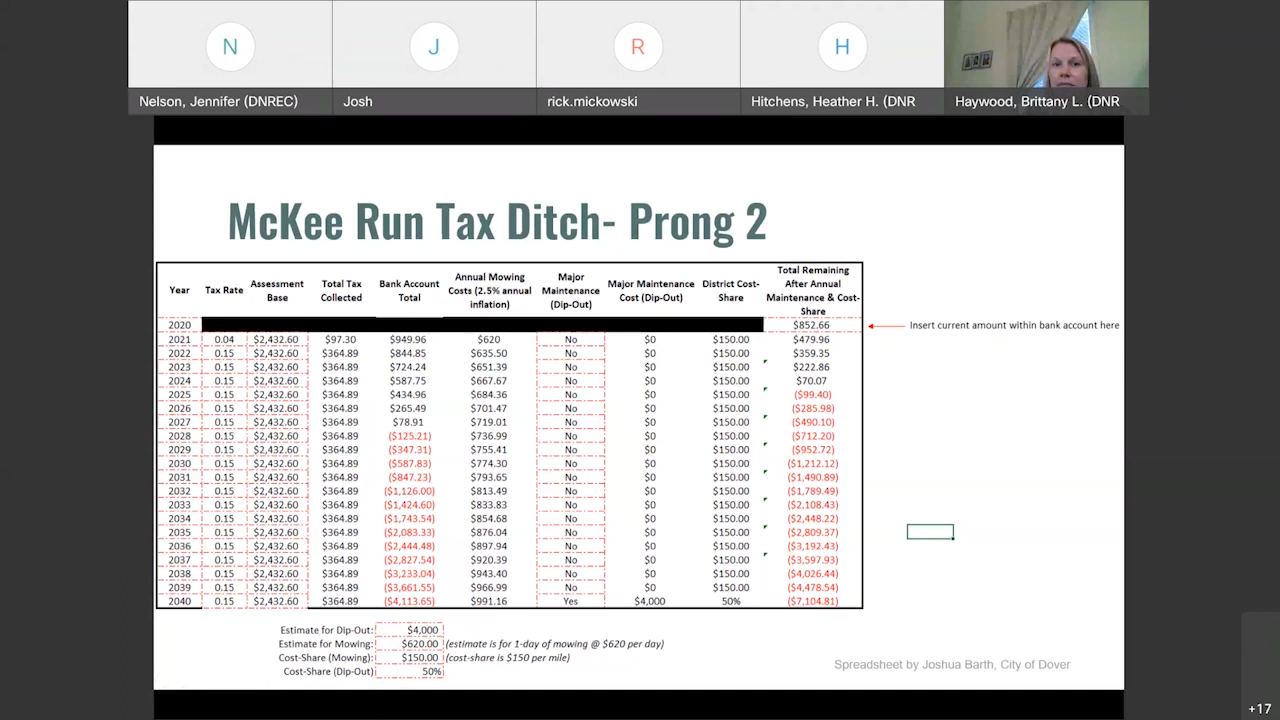 N
J
R
H
Nelson, Jennifer (DNREC)
Josh
rick.mickowski
Hitchens, Heather H. (DNR
Haywood, Brittany L. (DNR
McKee Run Tax Ditch- Prong 2
Year Tax Rate Assessment Base Total Tax Collected Bank Account Total Annual Mowing Costs (2.5% annual inflation) Major Maintenance (Dip-Out) Major Maintenance Cost (Dip-Out) District Cost-Share Total Remaining After Annual Maintenance & Cost-Share
2020 $852.66 Insert current amount within bank account here
2021 0.04 $2,432.60 $97.30 $949.96 $620 No $0 $150.00 $479.96
2022 0.15 $2,432.60 $364.89 $844.85 $635.50 No $0 $150.00 $359.35
2023 0.15 $2,432.60 $364.89 $724.24 $651.39 No $0 $150.00 $222.86
2024 0.15 $2,432.60 $364.89 $587.75 $667.67 No $0 $150.00 $70.07
2025 0.15 $2,432.60 $364.89 $434.96 $684.36 No $0 $150.00 ($99.40)
2026 0.15 $2,432.60 $364.89 $265.49 $701.47 No $0 $150.00 ($285.98)
2027 0.15 $2,432.60 $364.89 $78.91 $719.01 No $0 $150.00 ($490.10)
2028 0.15 $2,432.60 $364.89 ($125.21) $736.99 No $0 $150.00 ($712.20)
2029 0.15 $2,432.60 $364.89 ($347.31) $755.41 No $0 $150.00 ($952.72)
2030 0.15 $2,432.60 $364.89 ($587.83) $774.30 No $0 $150.00 ($1,212.12)
2031 0.15 $2,432.60 $364.89 ($847.23) $793.65 No $0 $150.00 ($1,490.89)
2032 0.15 $2,432.60 $364.89 ($1,126.00) $813.49 No $0 $150.00 ($1,789.49)
2033 0.15 $2,432.60 $364.89 ($1,424.60) $833.83 No $0 $150.00 ($2,108.43)
2034 0.15 $2,432.60 $364.89 ($1,743.54) $854.68 No $0 $150.00 ($2,448.22)
2035 0.15 $2,432.60 $364.89 ($2,083.33) $876.04 No $0 $150.00 ($2,809.37)
2036 0.15 $2,432.60 $364.89 ($2,444.48) $897.94 No $0 $150.00 ($3,192.43)
2037 0.15 $2,432.60 $364.89 ($2,827.54) $920.39 No $0 $150.00 ($3,597.93)
2038 0.15 $2,432.60 $364.89 ($3,233.04) $943.40 No $0 $150.00 ($4,026.44)
2039 0.15 $2,432.60 $364.89 ($3,661.55) $966.99 No $0 $150.00 ($4,478.54)
2040 0.15 $2,432.60 $364.89 ($4,113.65) $991.16 Yes $4,000 50% ($7,104.81)
Estimate for Dip-Out: $4,000
Estimate for Mowing: $620.00 (estimate is for 1-day of mowing @ $620 per day)
Cost-Share (Mowing): $150.00 (cost-share is $150 per mile)
Cost-Share (Dip-Out) 50%
Spreadsheet by Joshua Barth, City of Dover
+17